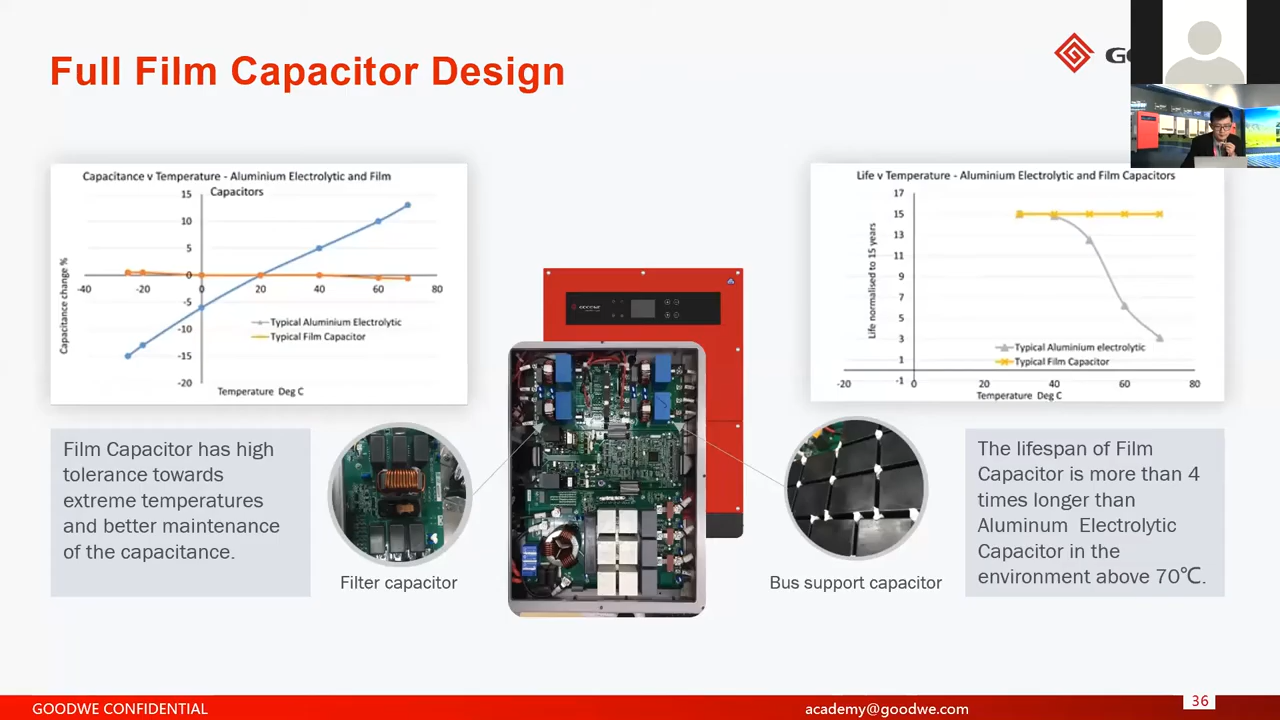 Full Film Capacitor Design
Capacitance v Temperature - Aluminium Electrolytic and Film
Capacitors
15
10
5
0
-5
-10
-15
-20
-40
-20
20
40
60
80
Capacitance change %
Typical Aluminium Electrolytic
Typical Film Capacitor
Temperature Deg C
Life v Temperature - Aluminium Electrolytic and Film Capacitors
17
15
13
11
9
7
5
3
1
-1
-20
0
20
40
60
80
Life normalised to 15 years
Typical Aluminium electrolytic
Typical Film Capacitor
Temperature Deg C
GOODWE
Film Capacitor has high
tolerance towards
extreme temperatures
and better maintenance
of the capacitance.
Filter capacitor
Bus support capacitor
The lifespan of Film
Capacitor is more than 4
times longer than
Aluminum Electrolytic
Capacitor in the
environment above 70℃.
GOODWE CONFIDENTIAL
academy@goodwe.com
36